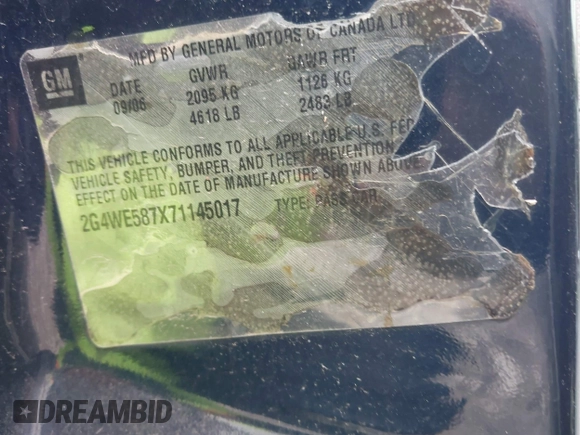 GM
MFD BY GENERAL MOTORS OF CANADA LTD
DATE GVWR GAWR FRT
09/06 2095 KG 1126 KG
4618 LB 2483 LB
THIS VEHICLE CONFORMS TO ALL APPLICABLE U.S. FED
VEHICLE SAFETY, BUMPER, AND THEFT PREVENTION
EFFECT ON THE DATE OF MANUFACTURE SHOWN ABOVE
2G4WE587X71145017 TYPE: PASS CAR
DREAMBID